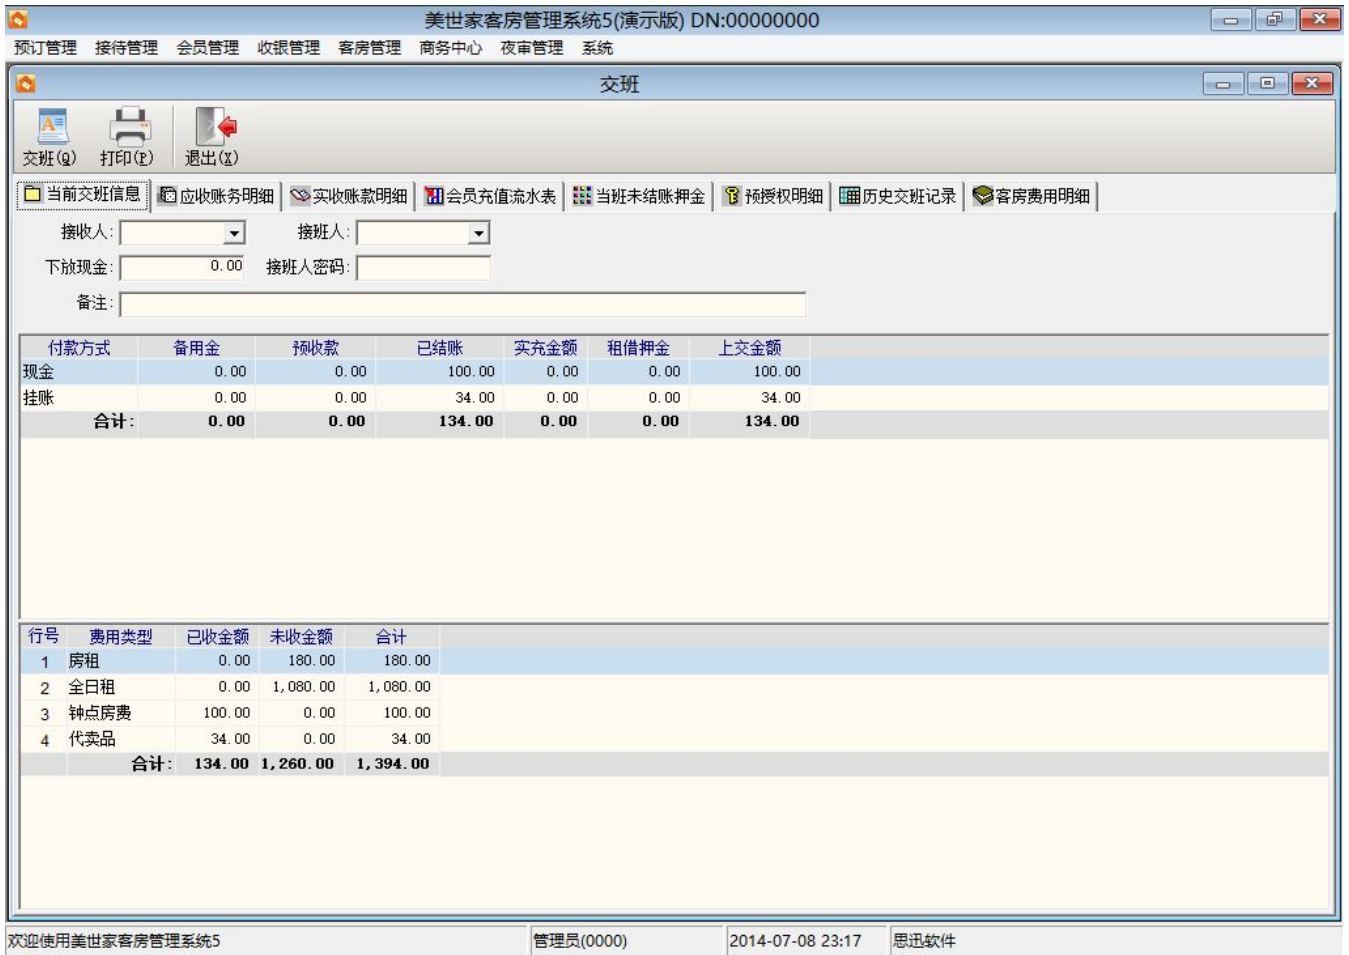 美世家客房管理系统5(演示版) DN:00000000
预订管理 接待管理 会员管理 收银管理 客房管理 商务中心 夜审管理 系统
交班
交班(Q) 打印(P) 退出(X)
当前交班信息 应收账务明细 实收账款明细 会员充值流水表 当班未结账押金 预授权明细 历史交班记录 客房费用明细
接收人: 接班人:
下放现金: 0.00 接班人密码:
备注:
付款方式 备用金 预收款 已结账 实充金额 租借押金 上交金额
现金 0.00 0.00 100.00 0.00 0.00 100.00
挂账 0.00 0.00 34.00 0.00 0.00 34.00
合计: 0.00 0.00 134.00 0.00 0.00 134.00
行号 费用类型 已收金额 未收金额 合计
1 房租 0.00 180.00 180.00
2 全日租 0.00 1,080.00 1,080.00
3 钟点房费 100.00 0.00 100.00
4 代卖品 34.00 0.00 34.00
合计: 134.00 1,260.00 1,394.00
欢迎使用美世家客房管理系统5 管理员(0000) 2014-07-08 23:17 思迅软件